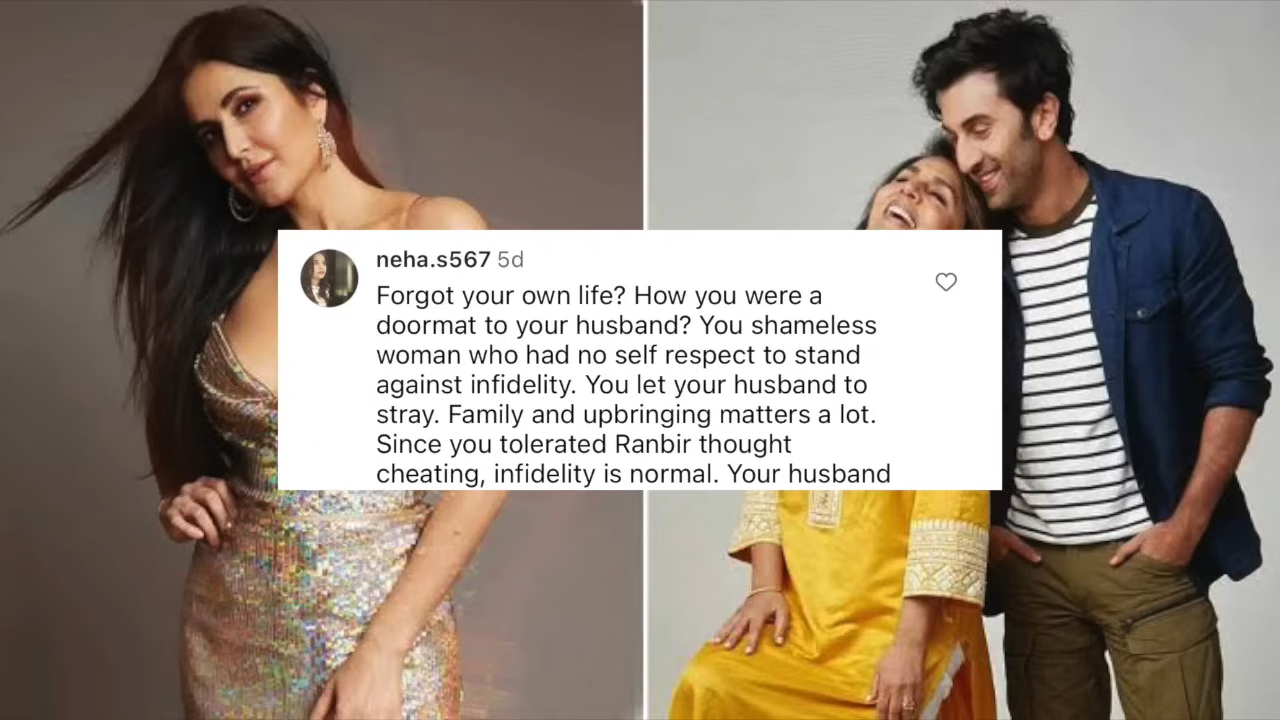 neha.s567 5d
Forgot your own life? How you were a
doormat to your husband? You shameless
woman who had no self respect to stand
against infidelity. You let your husband to
stray. Family and upbringing matters a lot.
Since you tolerated Ranbir thought
cheating, infidelity is normal. Your husband